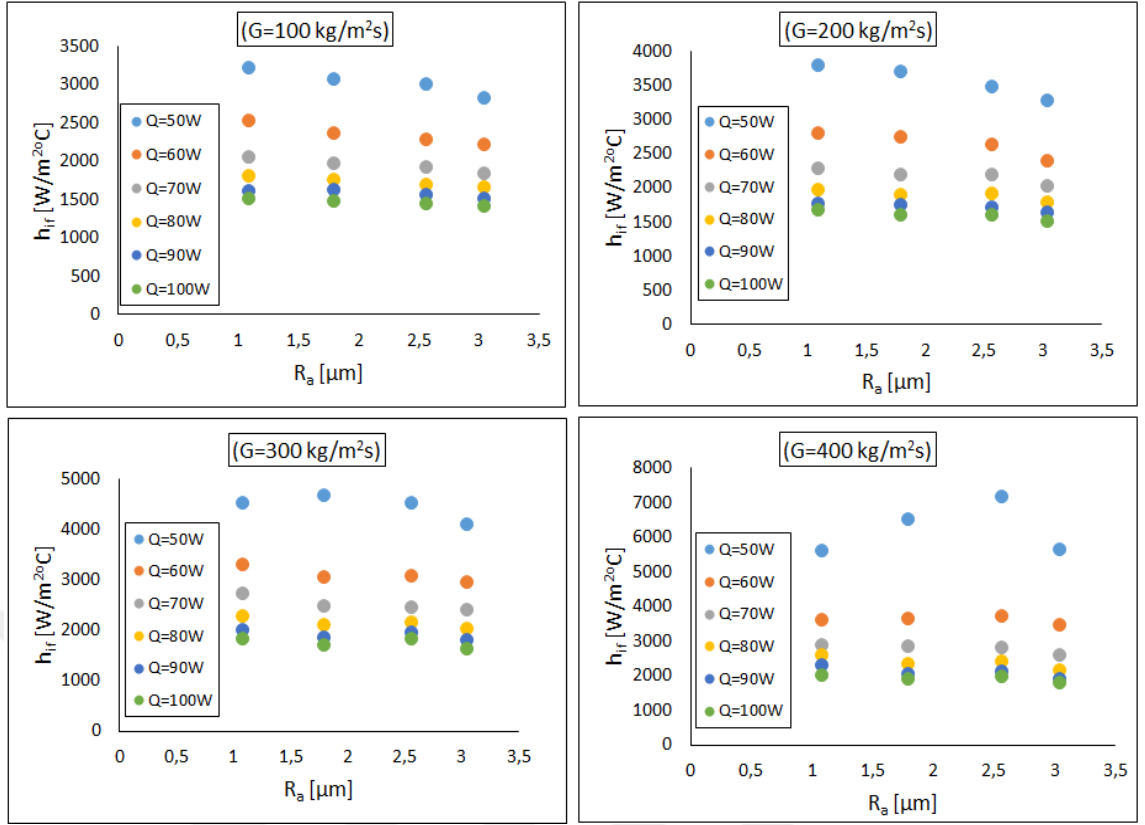 (G=100 kg/m²s)
3500
3000
2500
2000
1500
1000
500
0
h_if [W/m²ᵒC]
Q=50W
Q=60W
Q=70W
Q=80W
Q=90W
Q=100W
0 0,5 1 1,5 2 2,5 3 3,5
R_a [µm]
(G=200 kg/m²s)
4000
3500
3000
2500
2000
1500
1000
500
0
h_if [W/m²ᵒC]
Q=50W
Q=60W
Q=70W
Q=80W
Q=90W
Q=100W
0 0,5 1 1,5 2 2,5 3 3,5
R_a [µm]
(G=300 kg/m²s)
5000
4000
3000
2000
1000
0
h_if [W/m²ᵒC]
Q=50W
Q=60W
Q=70W
Q=80W
Q=90W
Q=100W
0 0,5 1 1,5 2 2,5 3 3,5
R_a [µm]
(G=400 kg/m²s)
8000
7000
6000
5000
4000
3000
2000
1000
0
h_if [W/m²ᵒC]
Q=50W
Q=60W
Q=70W
Q=80W
Q=90W
Q=100W
0 0,5 1 1,5 2 2,5 3 3,5
R_a [µm]